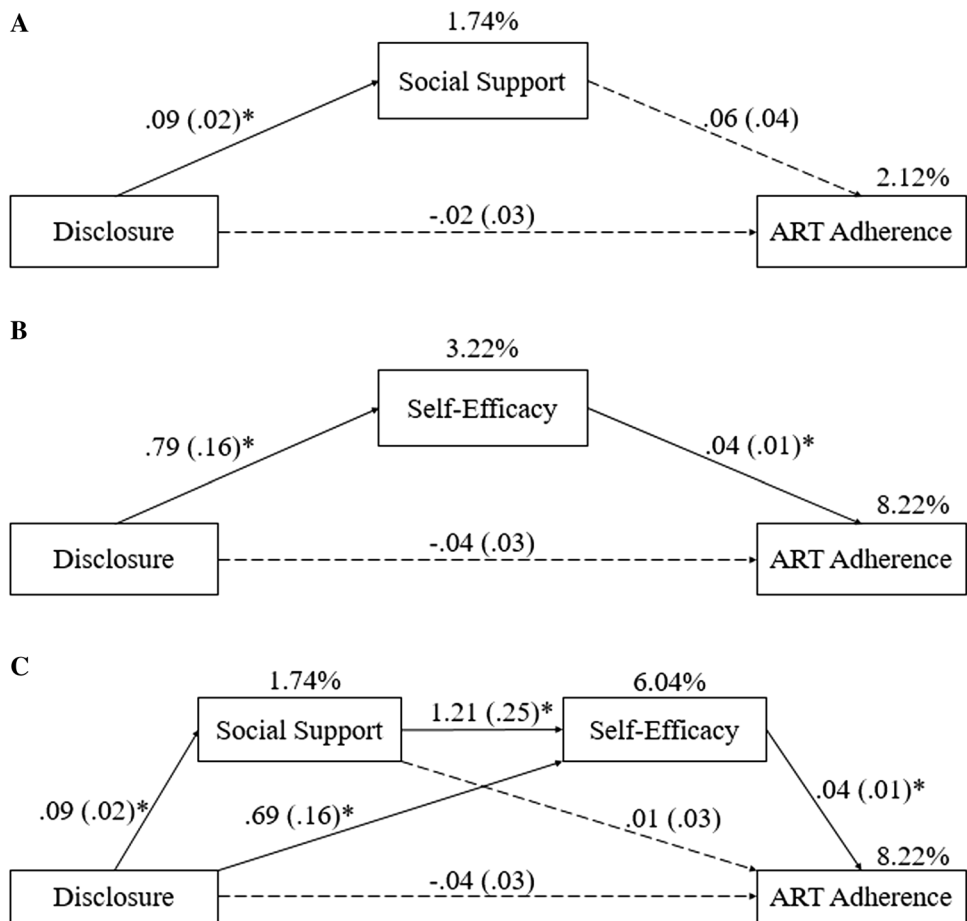 A
1.74%
Social Support
.09 (.02)*
.06 (.04)
2.12%
Disclosure
-.02 (.03)
ART Adherence
B
3.22%
Self-Efficacy
.79 (.16)*
.04 (.01)*
8.22%
Disclosure
-.04 (.03)
ART Adherence
C
1.74%
6.04%
Social Support
1.21 (.25)*
Self-Efficacy
.09 (.02)*
.69 (.16)*
.01 (.03)
.04 (.01)*
8.22%
Disclosure
-.04 (.03)
ART Adherence